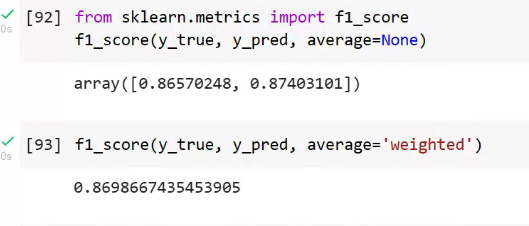 [92] from sklearn.metrics import f1_score
0s f1_score(y_true, y_pred, average=None)
array([0.86570248, 0.87403101])
[93] f1_score(y_true, y_pred, average='weighted')
0s
0.8698667435453905